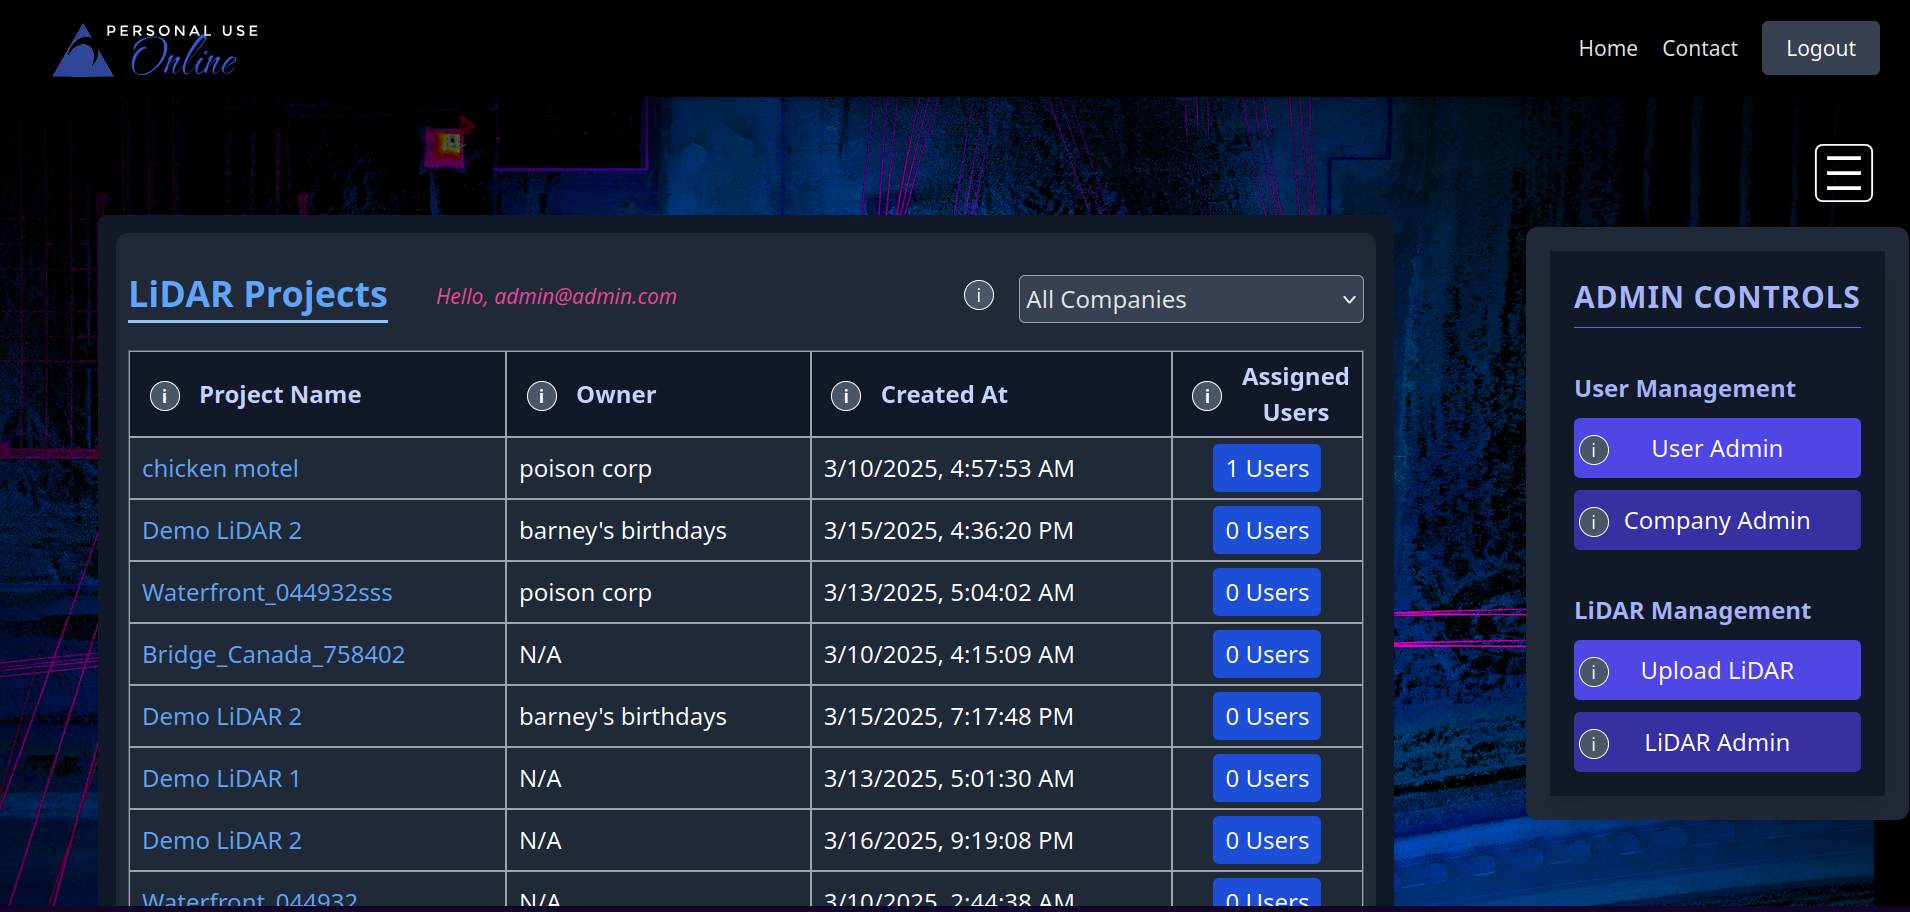 PERSONAL USE
Online
Home Contact Logout
LiDAR Projects Hello, admin@admin.com i All Companies
i Project Name i Owner i Created At i Assigned Users
chicken motel poison corp 3/10/2025, 4:57:53 AM 1 Users
Demo LiDAR 2 barney's birthdays 3/15/2025, 4:36:20 PM 0 Users
Waterfront_044932sss poison corp 3/13/2025, 5:04:02 AM 0 Users
Bridge_Canada_758402 N/A 3/10/2025, 4:15:09 AM 0 Users
Demo LiDAR 2 barney's birthdays 3/15/2025, 7:17:48 PM 0 Users
Demo LiDAR 1 N/A 3/13/2025, 5:01:30 AM 0 Users
Demo LiDAR 2 N/A 3/16/2025, 9:19:08 PM 0 Users
Waterfront_044932 N/A 3/10/2025, 2:44:38 AM 0 Users
ADMIN CONTROLS
User Management
i User Admin
i Company Admin
LiDAR Management
i Upload LiDAR
i LiDAR Admin